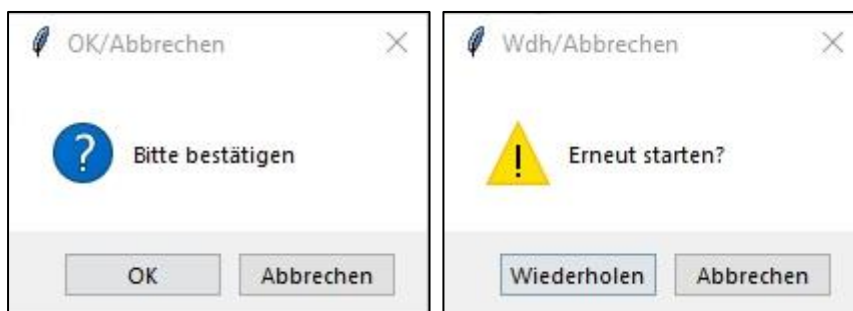 OK/Abbrechen
Bitte bestätigen
OK Abbrechen
Wdh/Abbrechen
Erneut starten?
Wiederholen Abbrechen